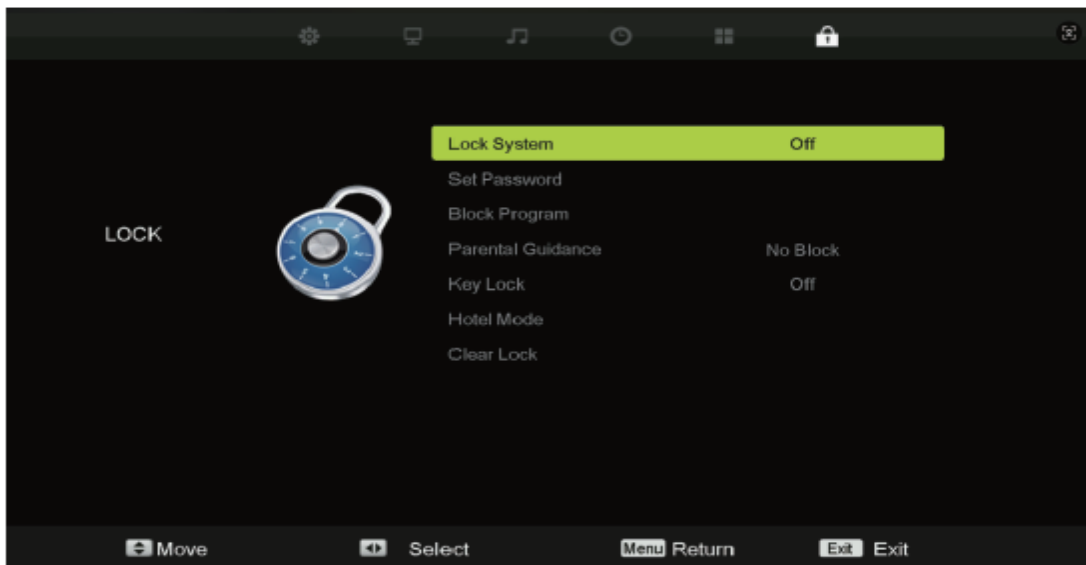 Lock System Off
Set Password
Block Program
LOCK
Parental Guidance No Block
Key Lock Off
Hotel Mode
Clear Lock
Move Select Menu Return Exit Exit